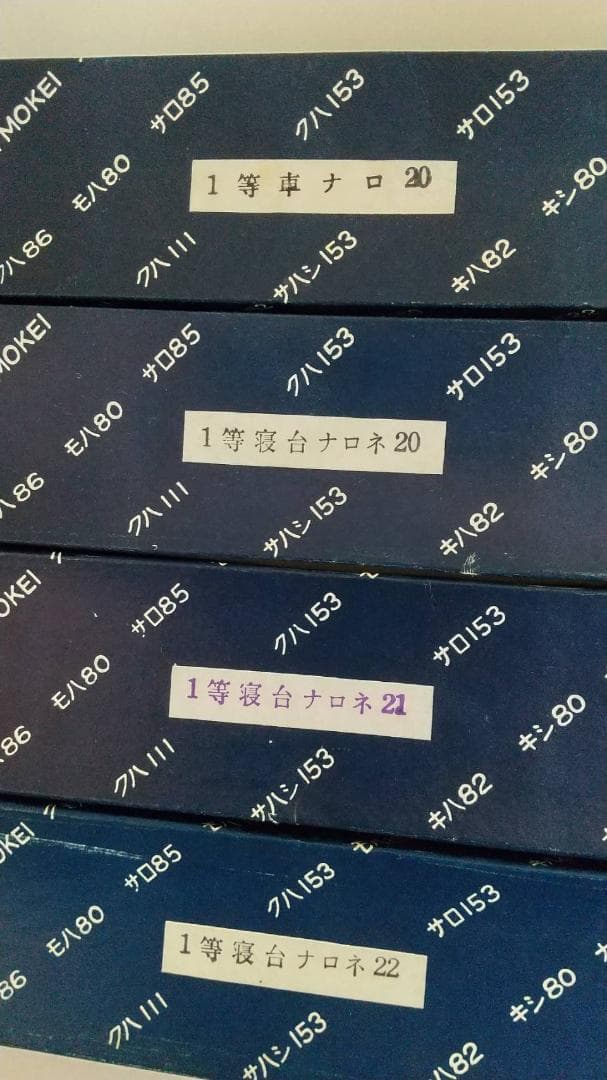 MOKEI サロ85 クハ153 サロ153
モハ80 1等車ナロ20 キシ80
クハ86 クハ111 サハシ153 キハ82
MOKEI サロ85 クハ153 サロ153
モハ80 1等寝台ナロネ20 キシ80
ハ86 クハ111 サハシ153 キハ82
OKEI サロ85 クハ153 サロ153
モハ80 1等寝台ナロネ21 キシ80
86 クハ111 サハシ153 キハ82
OKEI サロ85 クハ153 サロ153
モハ80 1等寝台ナロネ22 キシ80
86 クハ111 サハシ153 ハ82